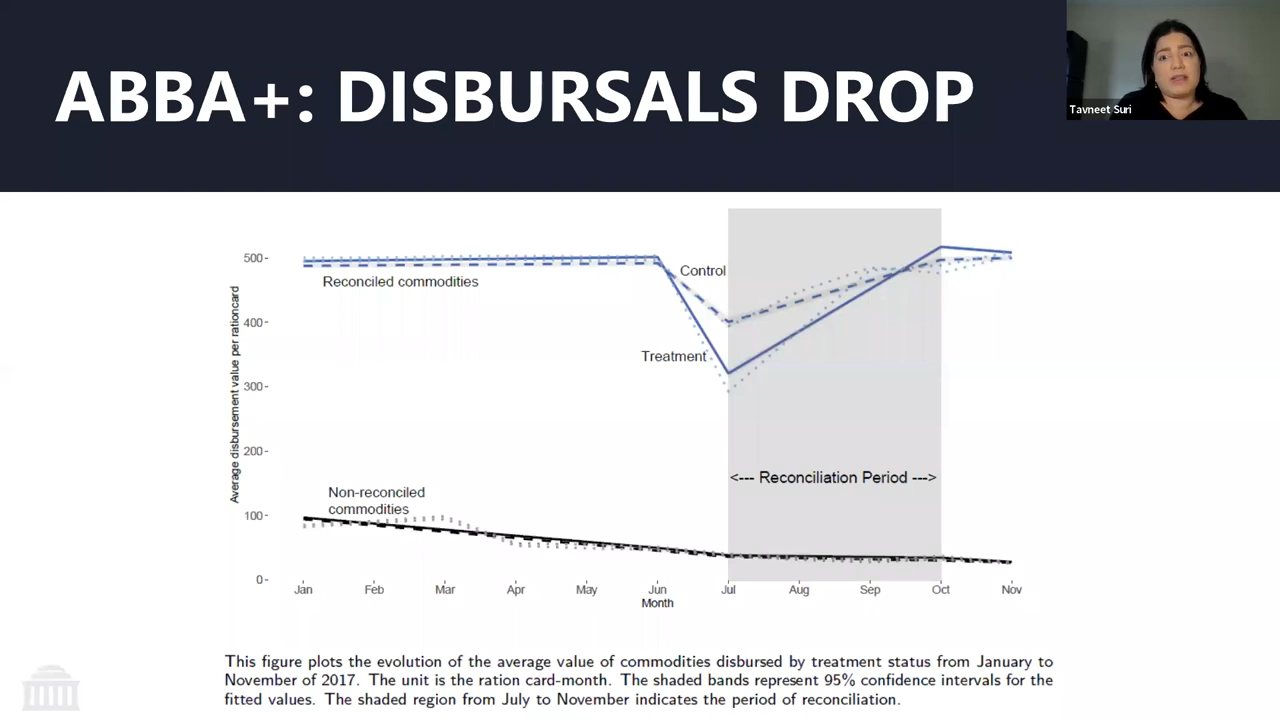 ABBA+: DISBURSALS DROP
Tavneet Suri
Average disbursement value per rationcard
500-
400-
300-
200-
100-
0-
Reconciled commodities
Control
Treatment
<--- Reconciliation Period --->
Non-reconciled
commodities
Jan Feb Mar Apr May Jun Jul Aug Sep Oct Nov
Month
This figure plots the evolution of the average value of commodities disbursed by treatment status from January to
November of 2017. The unit is the ration card-month. The shaded bands represent 95% confidence intervals for the
fitted values. The shaded region from July to November indicates the period of reconciliation.